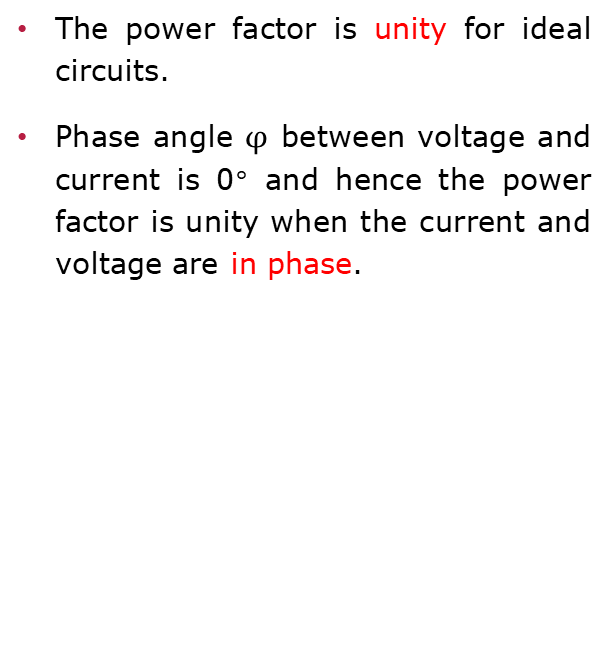 • The power factor is unity for ideal
circuits.
• Phase angle φ between voltage and
current is 0° and hence the power
factor is unity when the current and
voltage are in phase.